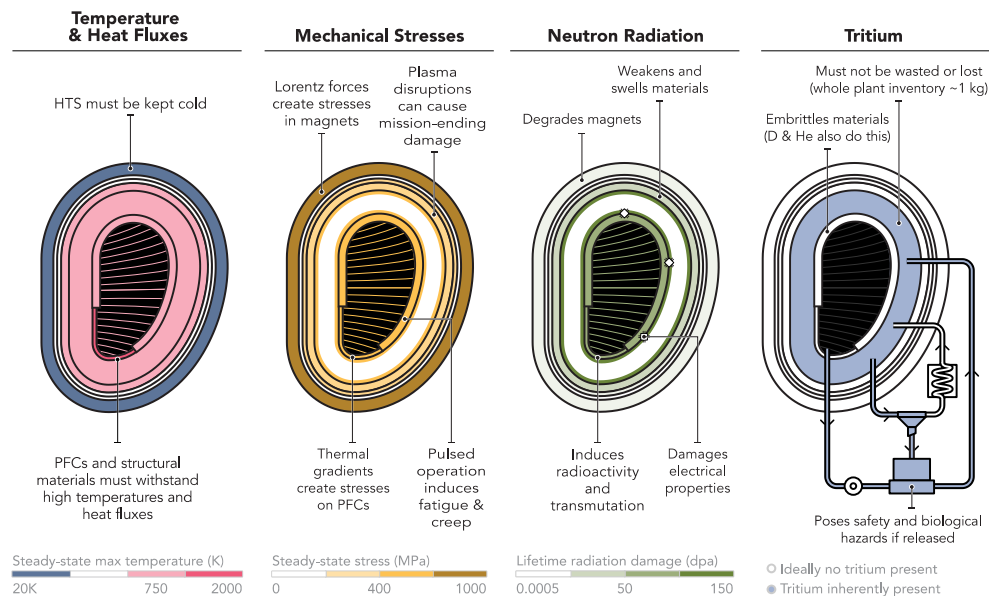 Temperature
& Heat Fluxes
HTS must be kept cold
PFCs and structural
materials must withstand
high temperatures and
heat fluxes
Steady-state max temperature (K)
20K 750 2000
Mechanical Stresses
Lorentz forces
create stresses
in magnets
Plasma
disruptions
can cause
mission-ending
damage
Thermal
gradients
create stresses
on PFCs
Pulsed
operation
induces
fatigue &
creep
Steady-state stress (MPa)
0 400 1000
Neutron Radiation
Degrades magnets
Weakens and
swells materials
Induces
radioactivity
and
transmutation
Damages
electrical
properties
Lifetime radiation damage (dpa)
0.0005 50 150
Tritium
Must not be wasted or lost
(whole plant inventory ~1 kg)
Embrittles materials
(D & He also do this)
Poses safety and biological
hazards if released
Ideally no tritium present
Tritium inherently present